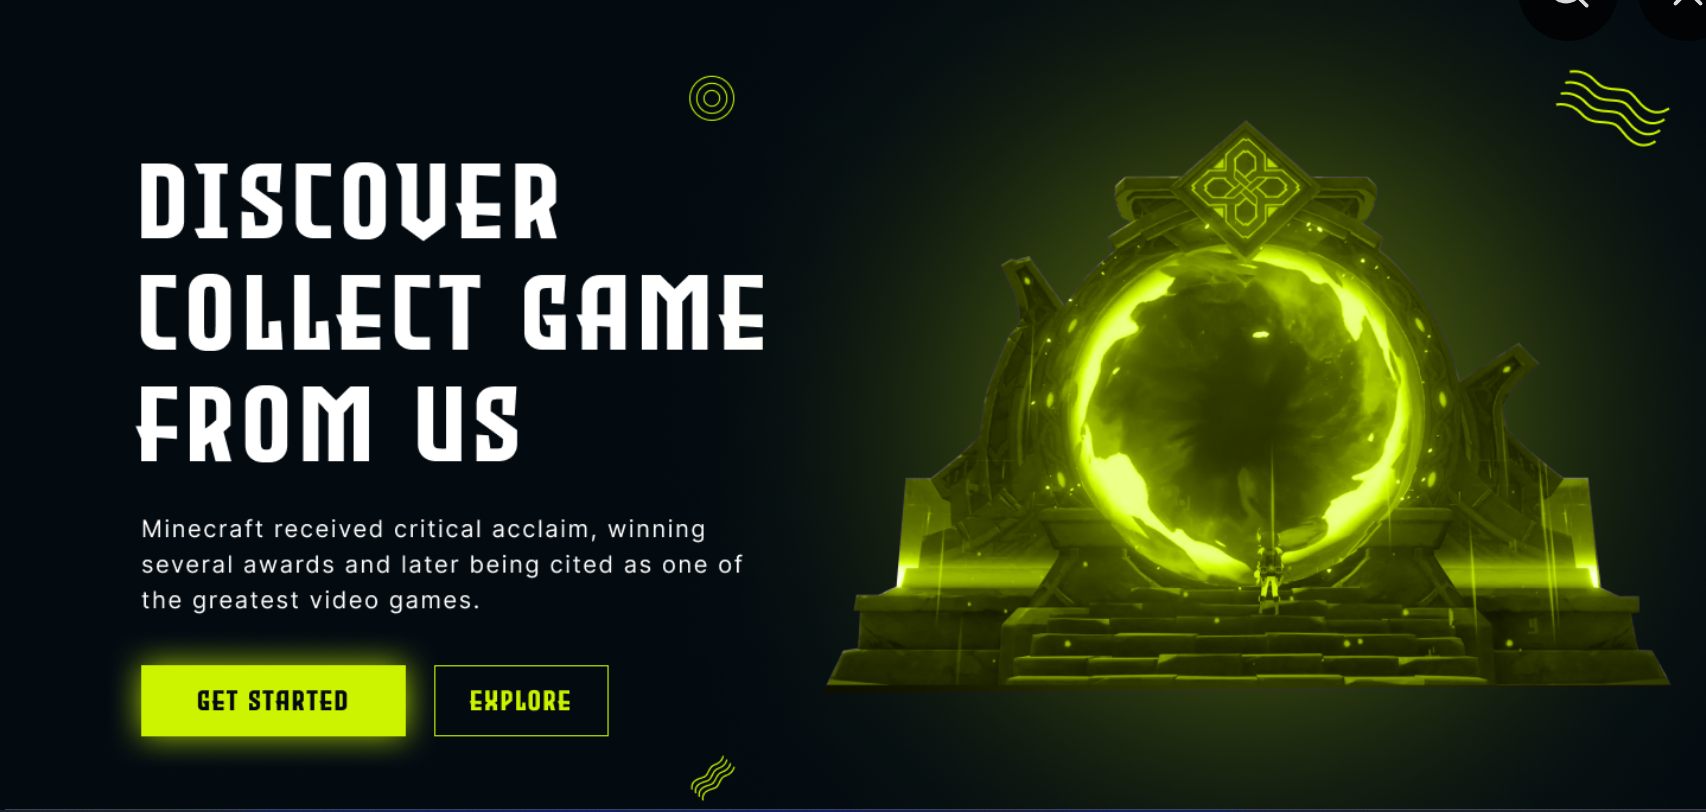 DISCOVER
COLLECT GAME
FROM US
Minecraft received critical acclaim, winning
several awards and later being cited as one of
the greatest video games.
GET STARTED
EXPLORE